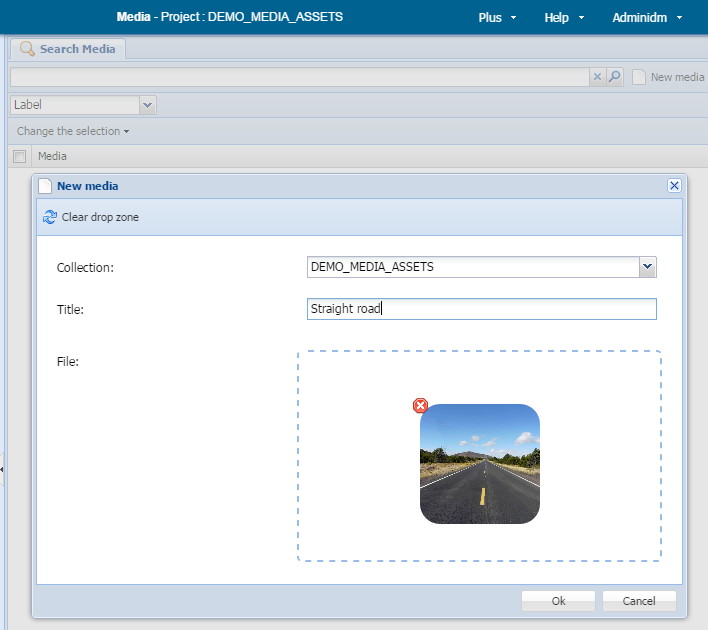 Media - Project : DEMO_MEDIA_ASSETS Plus Help Adminidm
Search Media
New media
Label
Change the selection
Media
New media
Clear drop zone
Collection: DEMO_MEDIA_ASSETS
Title: Straight road
File:
Ok Cancel